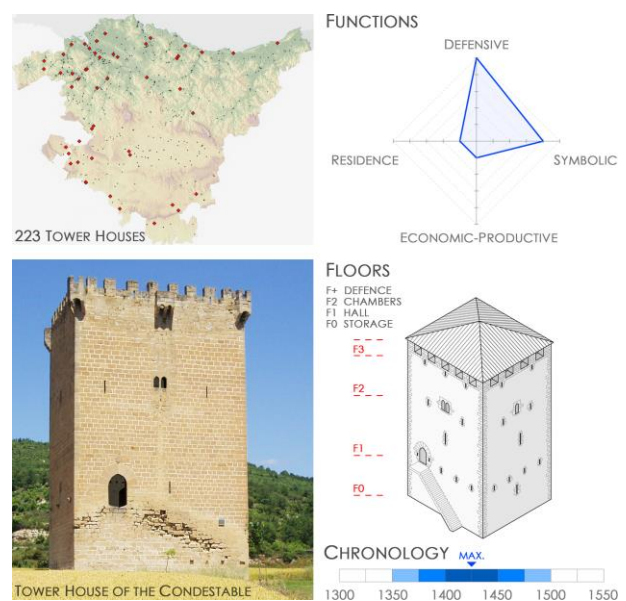 FUNCTIONS
DEFENSIVE
RESIDENCE
SYMBOLIC
ECONOMIC-PRODUCTIVE
223 TOWER HOUSES
FLOORS
F+ DEFENCE
F2 CHAMBERS
F1 HALL
F0 STORAGE
F3
F2
F1
F0
TOWER HOUSE OF THE CONDESTABLE
CHRONOLOGY
MAX.
1300 1350 1400 1450 1500 1550